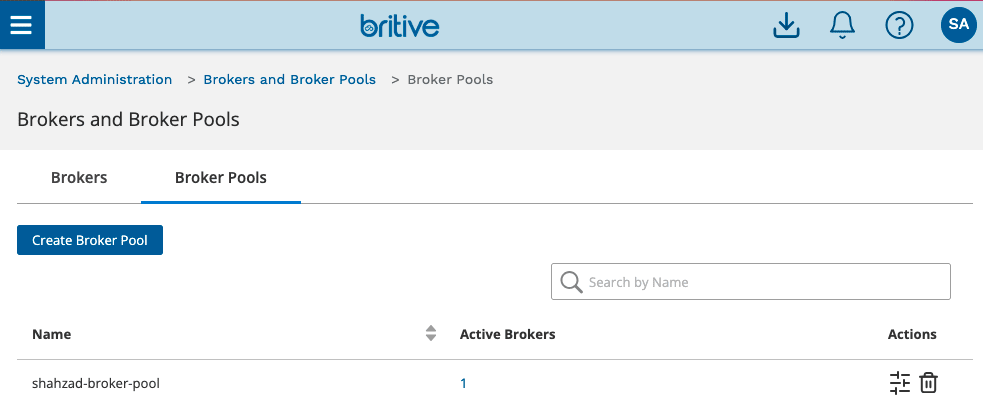 britive
SA
System Administration > Brokers and Broker Pools > Broker Pools
Brokers and Broker Pools
Brokers Broker Pools
Create Broker Pool
Search by Name
Name Active Brokers Actions
shahzad-broker-pool 1